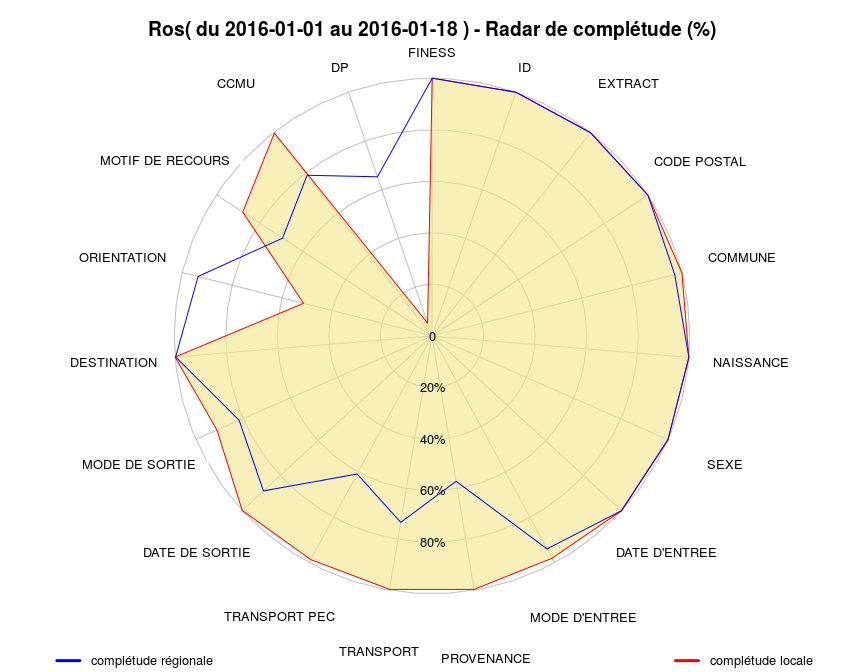 Ros( du 2016-01-01 au 2016-01-18 ) - Radar de complétude (%)
FINESS
ID
EXTRACT
CODE POSTAL
COMMUNE
NAISSANCE
SEXE
DATE D'ENTREE
MODE D'ENTREE
PROVENANCE
TRANSPORT
TRANSPORT PEC
DATE DE SORTIE
MODE DE SORTIE
DESTINATION
ORIENTATION
MOTIF DE RECOURS
CCMU
DP
0
20%
40%
60%
80%
complétude régionale
complétude locale